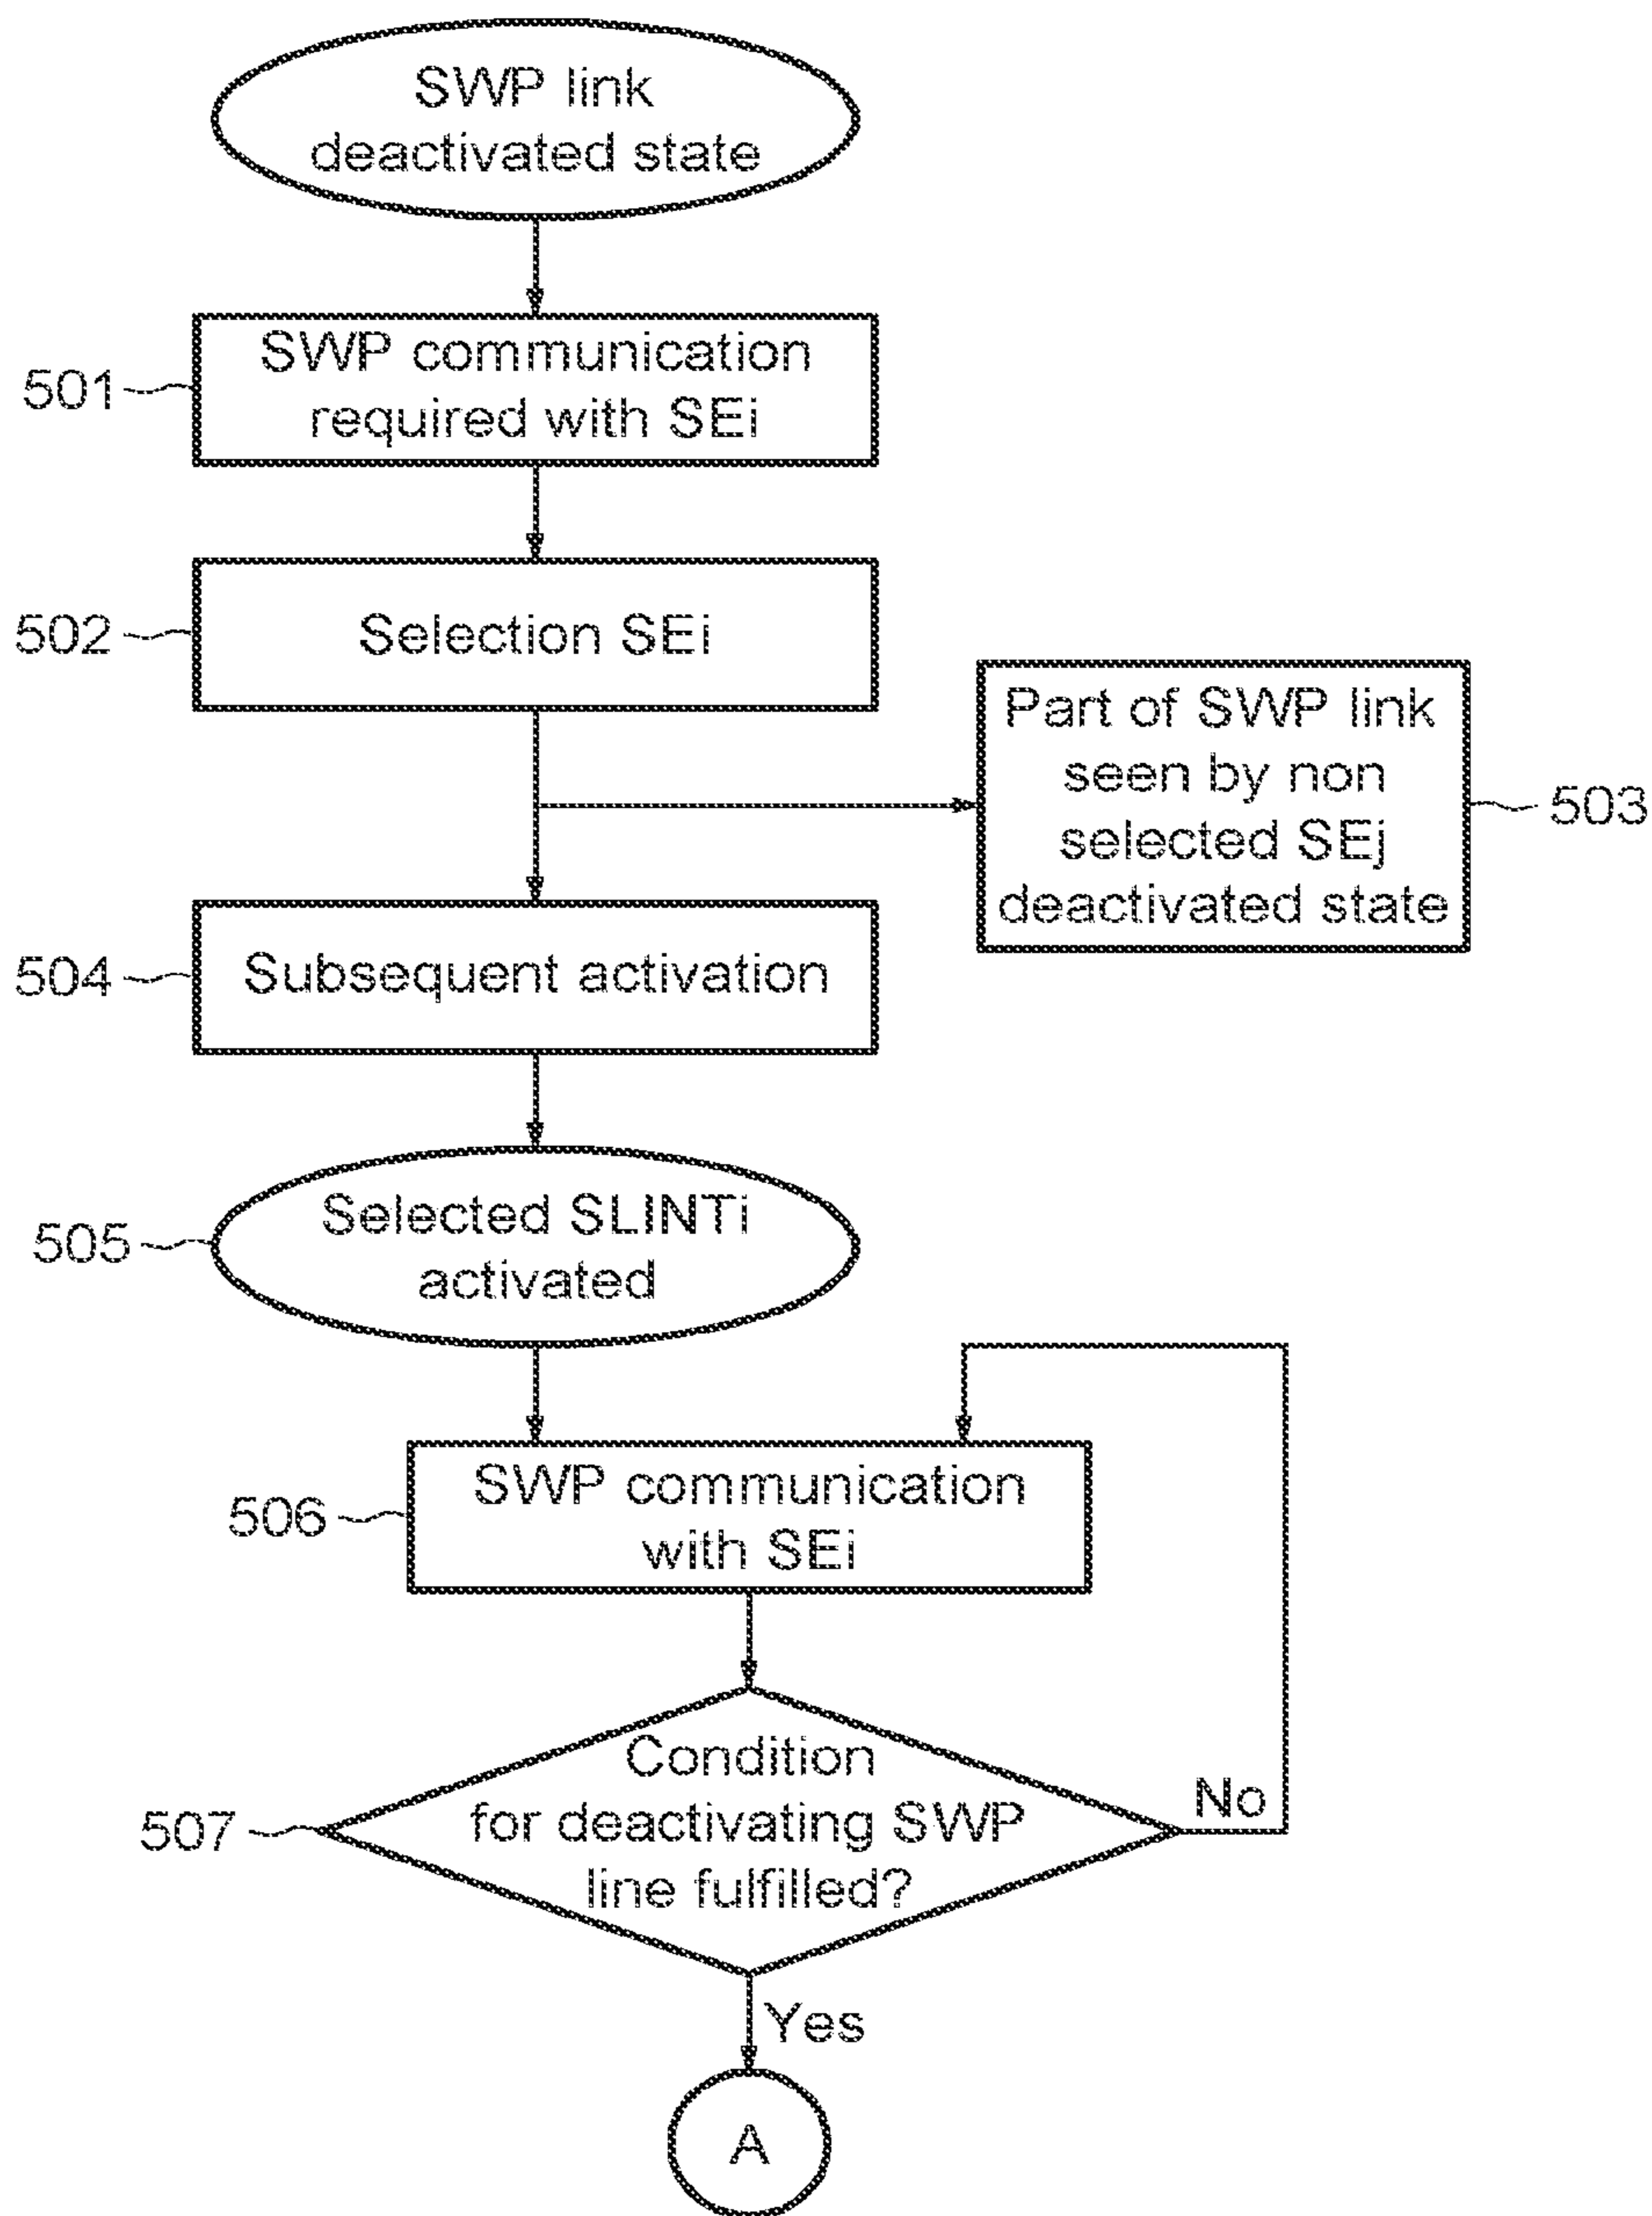 SWP link
deactivated state
501
SWP communication
required with SEi
502
Selection SEi
Part of SWP link
seen by non
selected SEj
deactivated state
503
504
Subsequent activation
505
Selected SLINTi
activated
506
SWP communication
with SEi
507
Condition
for deactivating SWP
line fulfilled?
No
Yes
A